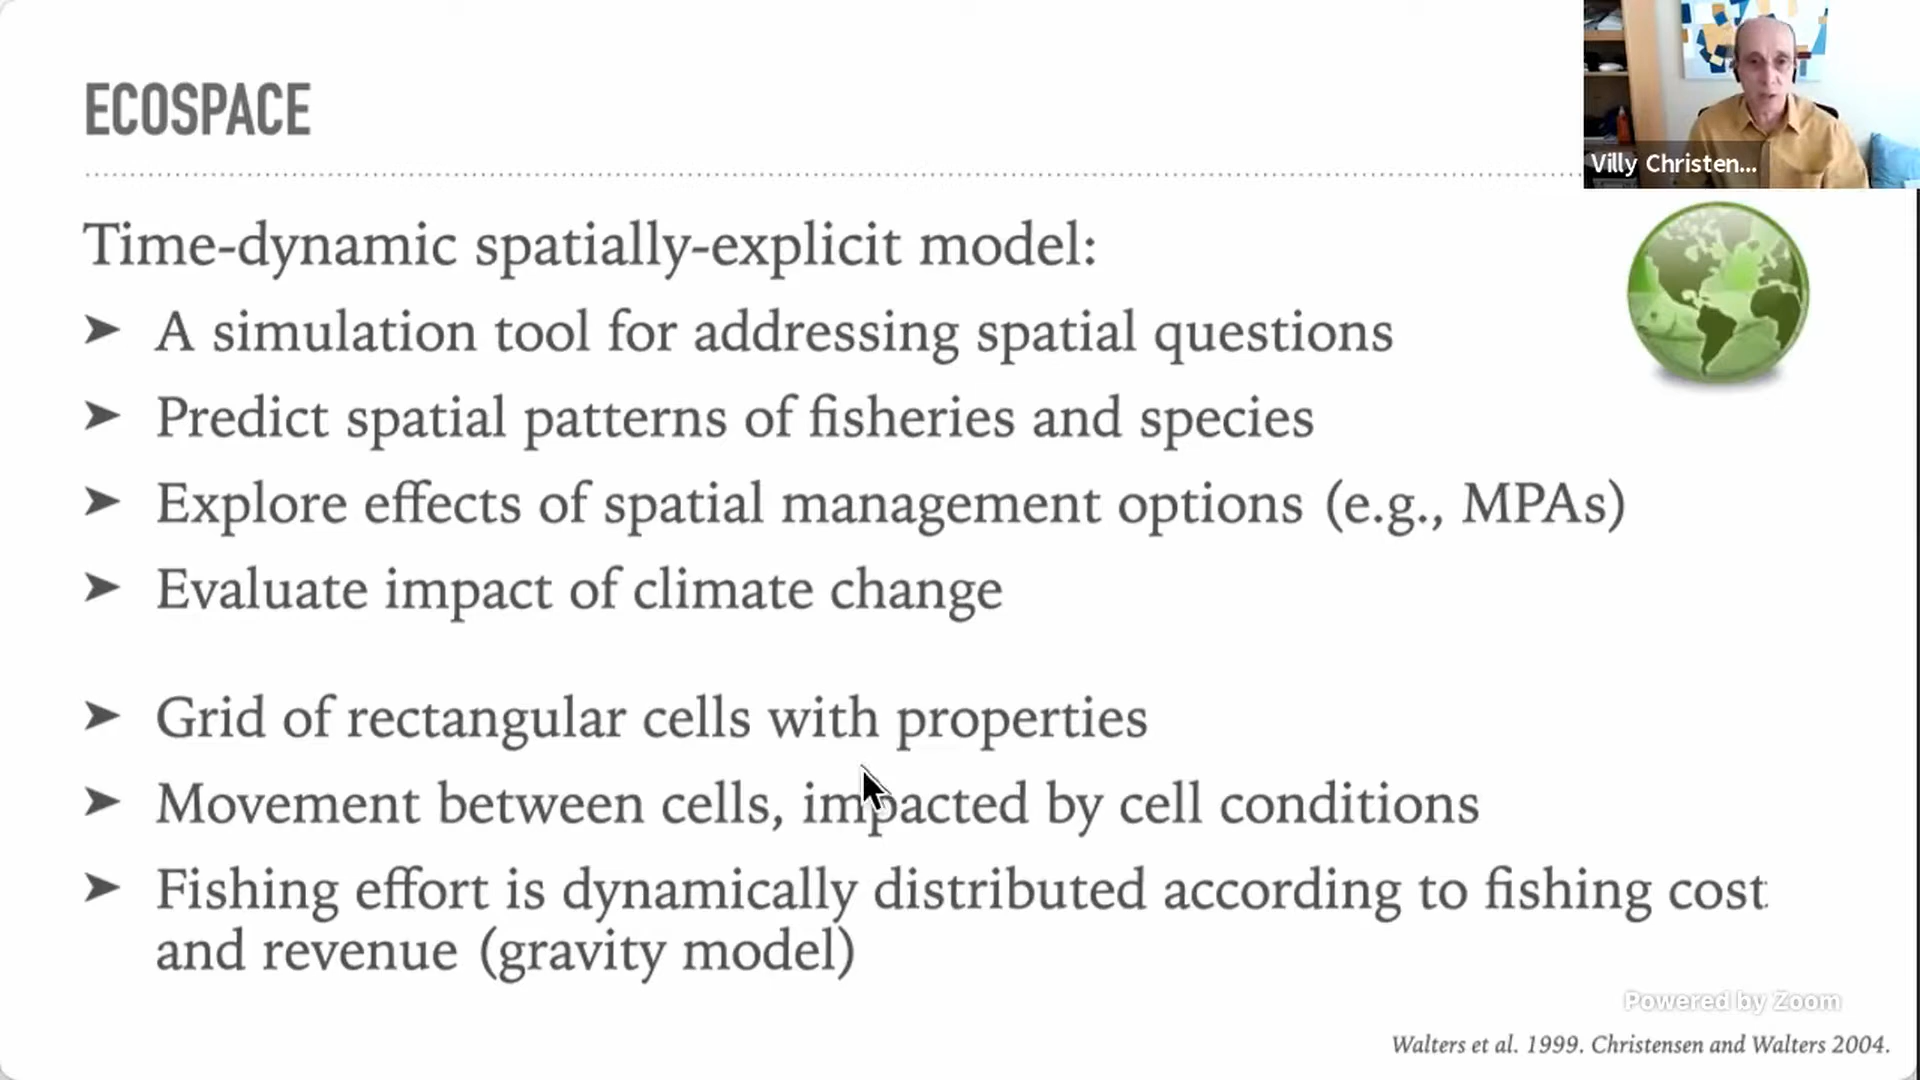 ECOSPACE
Villy Christen...
Time-dynamic spatially-explicit model:
➤ A simulation tool for addressing spatial questions
➤ Predict spatial patterns of fisheries and species
➤ Explore effects of spatial management options (e.g., MPAs)
➤ Evaluate impact of climate change
➤ Grid of rectangular cells with properties
➤ Movement between cells, impacted by cell conditions
➤ Fishing effort is dynamically distributed according to fishing cost
and revenue (gravity model)
Powered by Zoom
Walters et al. 1999. Christensen and Walters 2004.